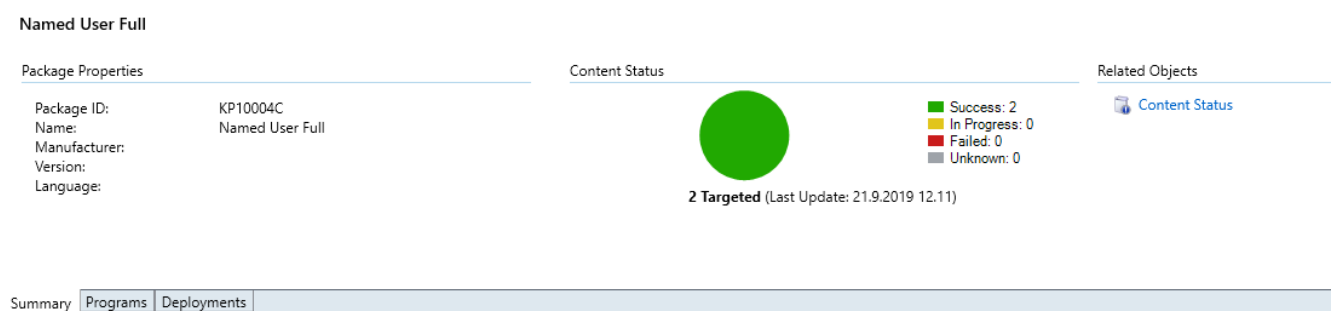 Named User Full
Package Properties
Package ID: KP10004C
Name: Named User Full
Manufacturer:
Version:
Language:
Content Status
Success: 2
In Progress: 0
Failed: 0
Unknown: 0
2 Targeted (Last Update: 21.9.2019 12.11)
Related Objects
Content Status
Summary Programs Deployments